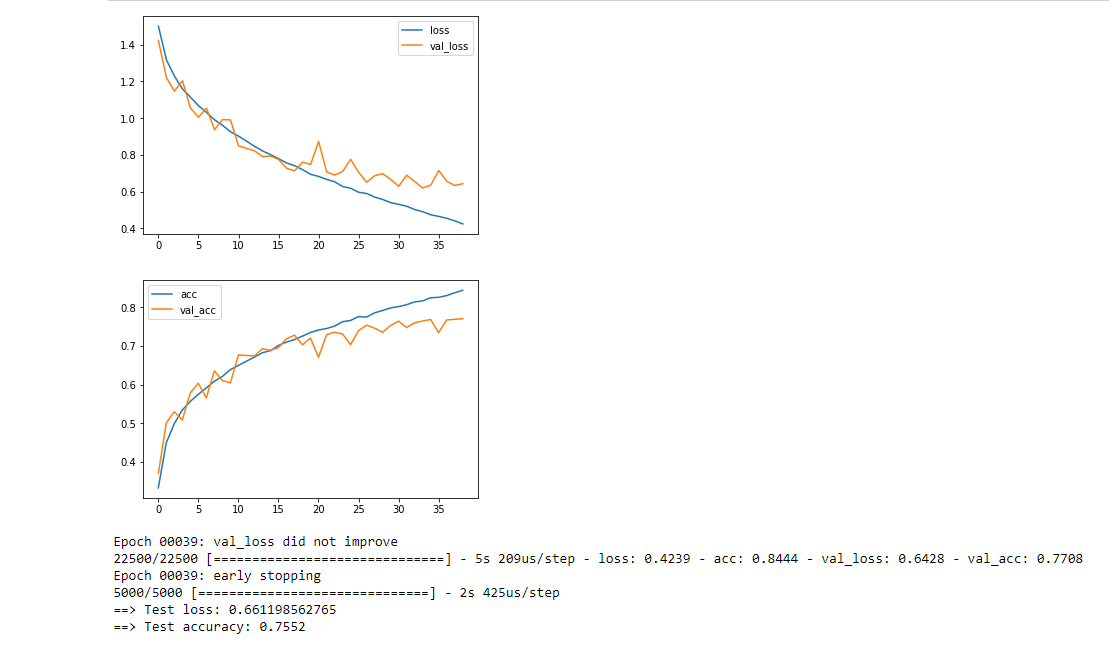 loss
val_loss
1.4
1.2
1.0
0.8
0.6
0.4
0 5 10 15 20 25 30 35
acc
val_acc
0.8
0.7
0.6
0.5
0.4
0 5 10 15 20 25 30 35
Epoch 00039: val_loss did not improve
22500/22500 [==============================] - 5s 209us/step - loss: 0.4239 - acc: 0.8444 - val_loss: 0.6428 - val_acc: 0.7708
Epoch 00039: early stopping
5000/5000 [==============================] - 2s 425us/step
==> Test loss: 0.661198562765
==> Test accuracy: 0.7552